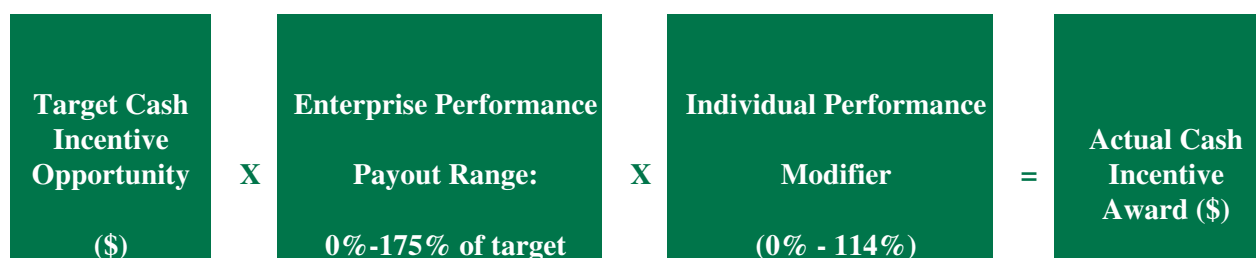 Target Cash
Incentive
Opportunity
($)
X
Enterprise Performance
Payout Range:
0%-175% of target
X
Individual Performance
Modifier
(0% - 114%)
=
Actual Cash
Incentive
Award ($)